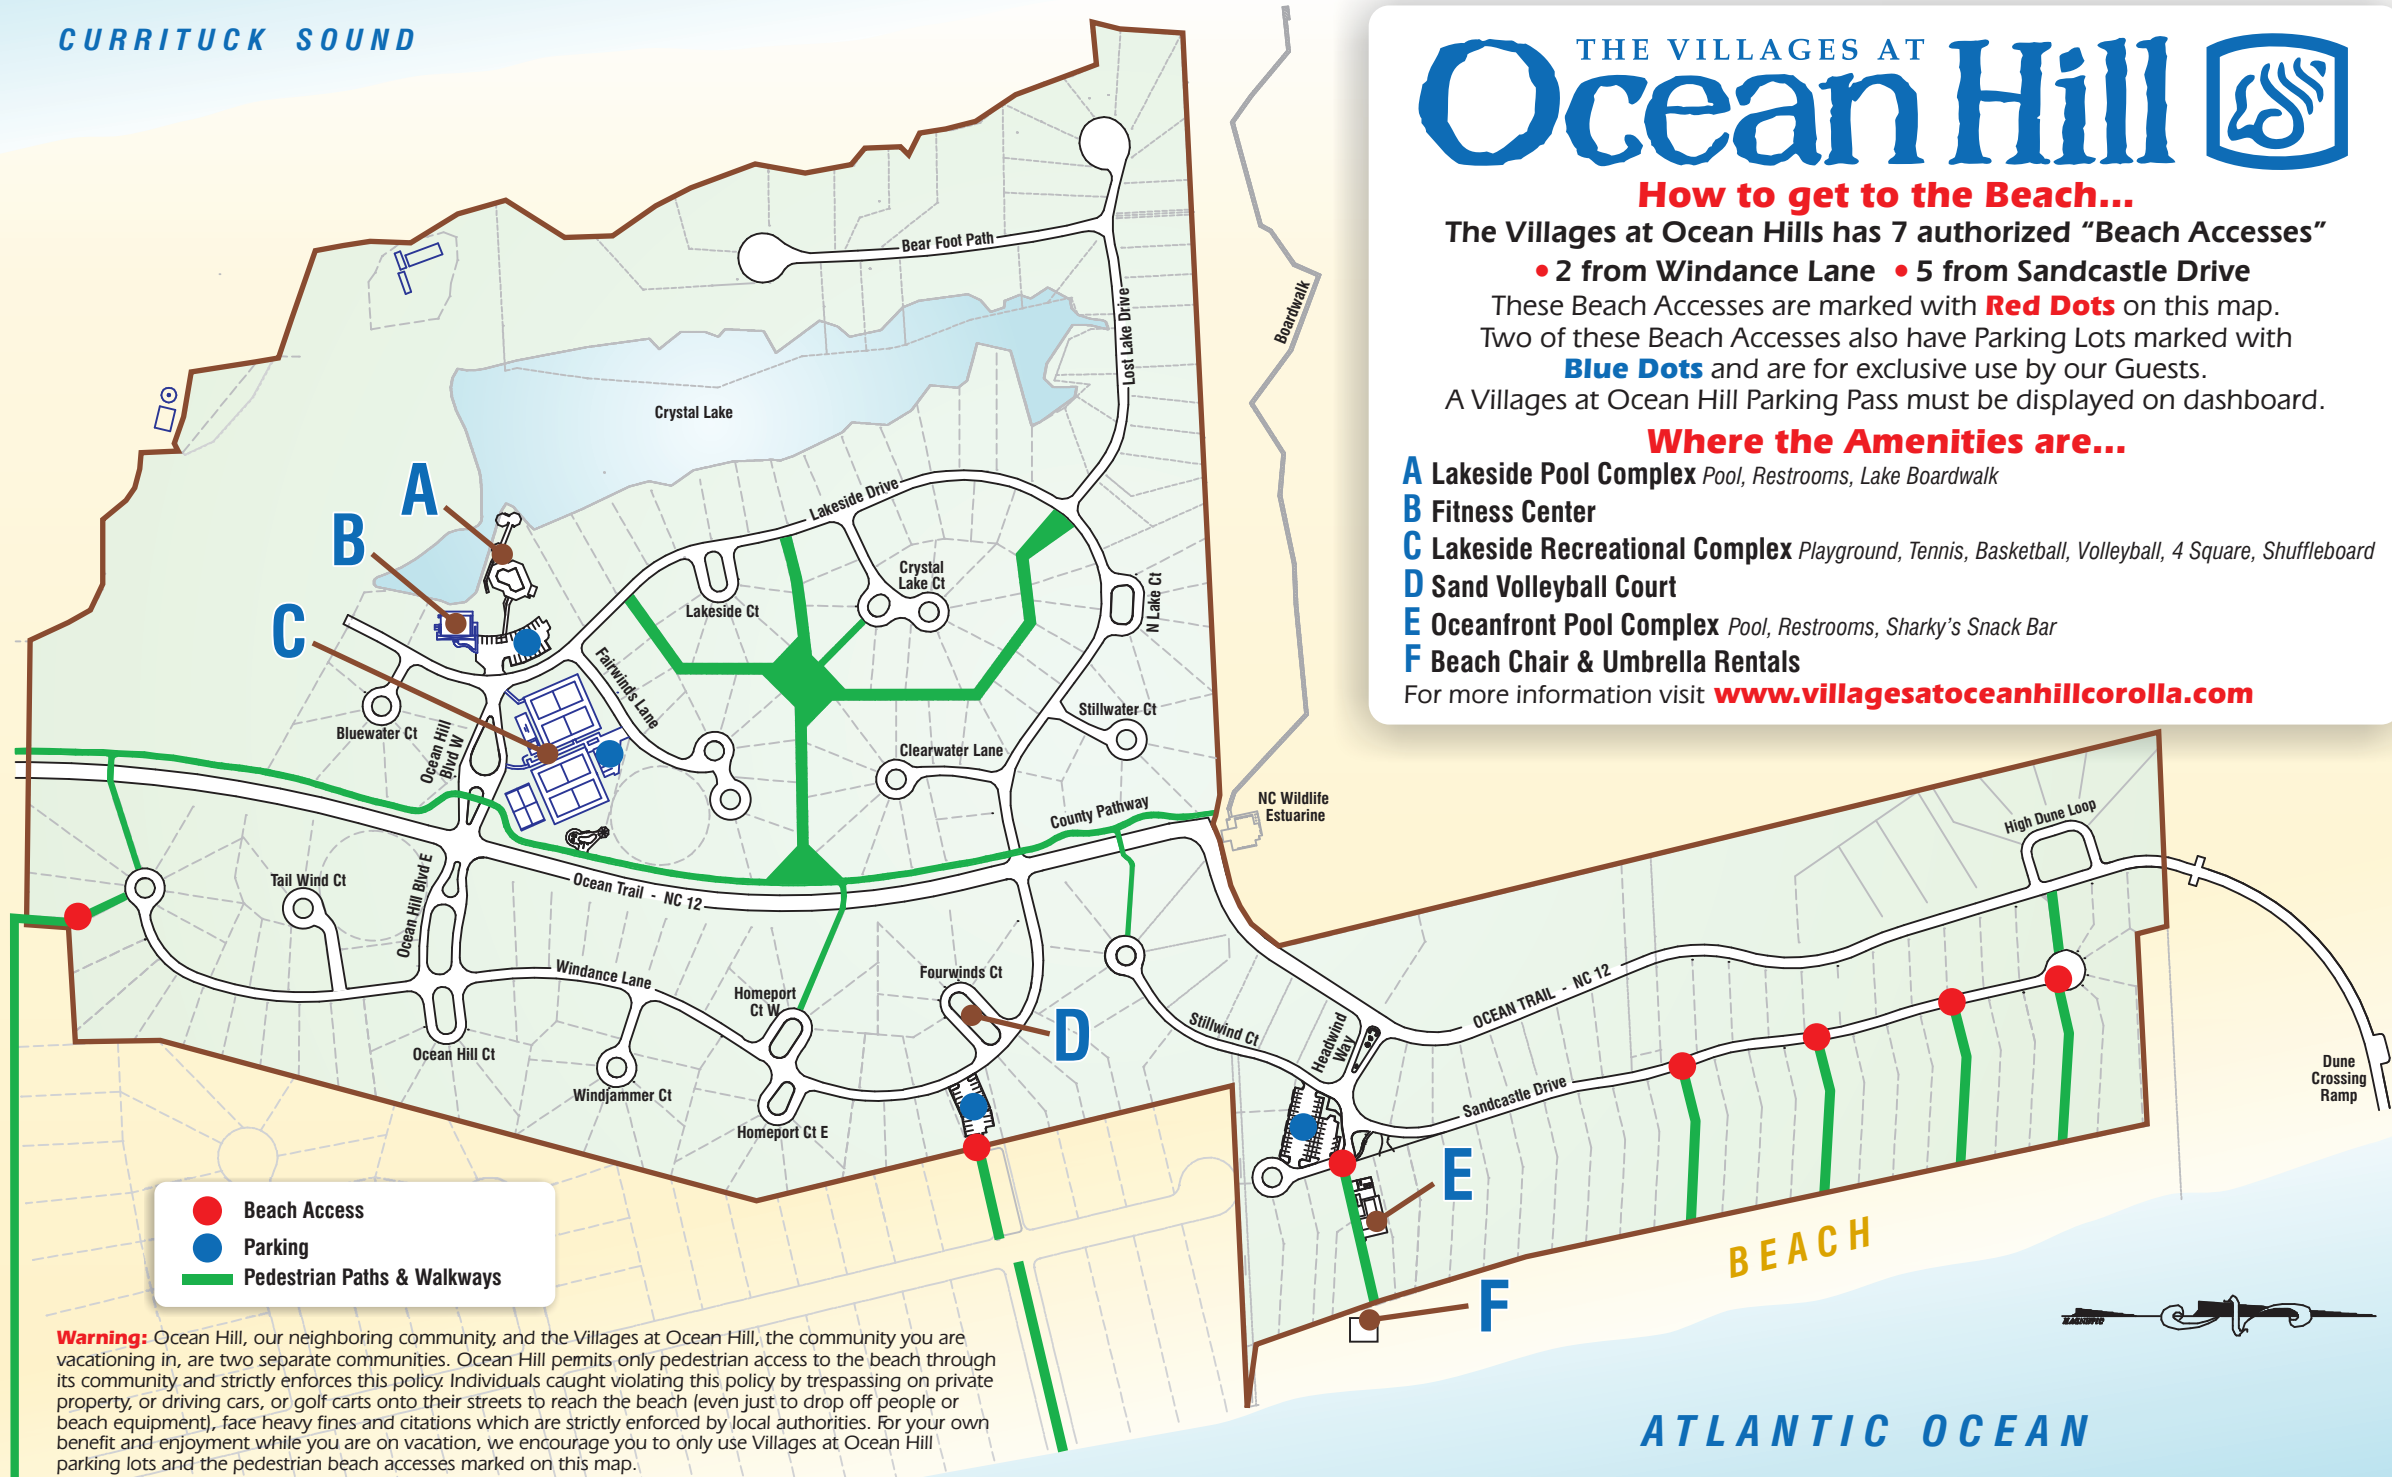 CURRITUCK SOUND
THE VILLAGES AT
Ocean Hill
How to get to the Beach...
The Villages at Ocean Hills has 7 authorized “Beach Accesses”
• 2 from Windance Lane • 5 from Sandcastle Drive
These Beach Accesses are marked with Red Dots on this map.
Two of these Beach Accesses also have Parking Lots marked with
Blue Dots and are for exclusive use by our Guests.
A Villages at Ocean Hill Parking Pass must be displayed on dashboard.
Where the Amenities are...
A Lakeside Pool Complex Pool, Restrooms, Lake Boardwalk
B Fitness Center
C Lakeside Recreational Complex Playground, Tennis, Basketball, Volleyball, 4 Square, Shuffleboard
D Sand Volleyball Court
E Oceanfront Pool Complex Pool, Restrooms, Sharky’s Snack Bar
F Beach Chair & Umbrella Rentals
For more information visit www.villagesatoceanhillcorolla.com
Bear Foot Path
Lost Lake Drive
Boardwalk
Crystal Lake
A
B
C
Lakeside Drive
Crystal
Lake Ct
Lakeside Ct
N Lake Ct
Fairwinds Lane
Stillwater Ct
Bluewater Ct
Ocean Hill
Blvd W
Clearwater Lane
County Pathway
NC Wildlife
Estuarine
High Dune Loop
Tail Wind Ct
Ocean Hill Blvd E
Ocean Trail - NC 12
Windance Lane
Fourwinds Ct
Homeport
Ct W
D
Stillwind Ct
Headwind
Way
OCEAN TRAIL - NC 12
Ocean Hill Ct
Windjammer Ct
Homeport Ct E
Sandcastle Drive
Dune
Crossing
Ramp
E
F
BEACH
Beach Access
Parking
Pedestrian Paths & Walkways
Warning: Ocean Hill, our neighboring community, and the Villages at Ocean Hill, the community you are
vacationing in, are two separate communities. Ocean Hill permits only pedestrian access to the beach through
its community and strictly enforces this policy. Individuals caught violating this policy by trespassing on private
property, or driving cars, or golf carts onto their streets to reach the beach (even just to drop off people or
beach equipment), face heavy fines and citations which are strictly enforced by local authorities. For your own
benefit and enjoyment while you are on vacation, we encourage you to only use Villages at Ocean Hill
parking lots and the pedestrian beach accesses marked on this map.
ATLANTIC OCEAN